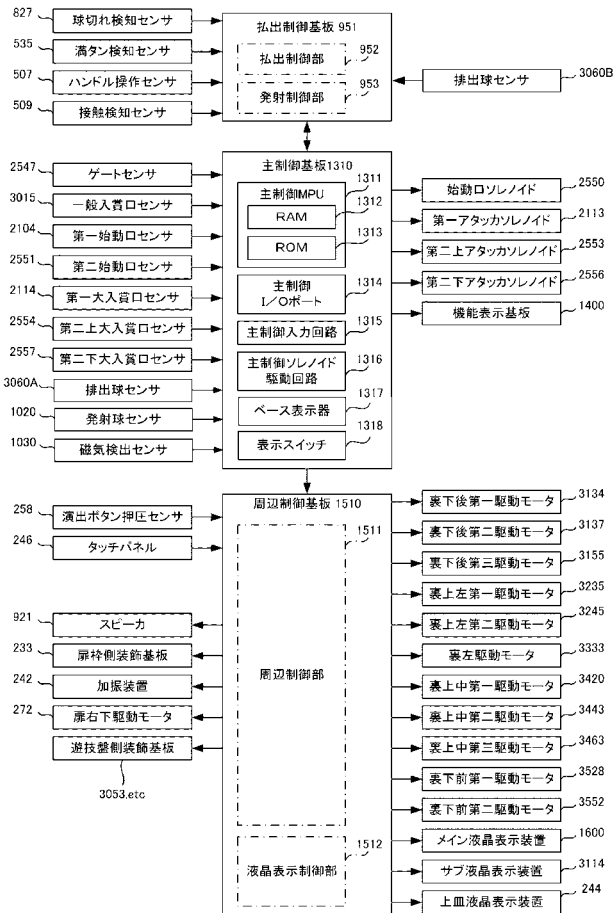 827 球切れ検知センサ
535 満タン検知センサ
507 ハンドル操作センサ
509 接触検知センサ
払出制御基板 951
払出制御部 952
発射制御部 953
排出球センサ 3060B
2547 ゲートセンサ
3015 一般入賞口センサ
2104 第一始動口センサ
2551 第二始動口センサ
2114 第一大入賞口センサ
2554 第二上大入賞口センサ
2557 第二下大入賞口センサ
3060A 排出球センサ
1020 発射球センサ
1030 磁気検出センサ
主制御基板1310
主制御MPU 1311
RAM 1312
ROM 1313
主制御
I/Oポート 1314
主制御入力回路 1315
主制御ソレノイド
駆動回路 1316
ベース表示器 1317
表示スイッチ 1318
始動口ソレノイド 2550
第一アタッカソレノイド 2113
第二上アタッカソレノイド 2553
第二下アタッカソレノイド 2556
機能表示基板 1400
258 演出ボタン押圧センサ
246 タッチパネル
921 スピーカ
233 扉枠側装飾基板
242 加振装置
272 扉右下駆動モータ
遊技盤側装飾基板
3053,etc
周辺制御基板 1510
1511
周辺制御部
1512
液晶表示制御部
裏下後第一駆動モータ 3134
裏下後第二駆動モータ 3137
裏下後第三駆動モータ 3155
裏上左第一駆動モータ 3235
裏上左第二駆動モータ 3245
裏左駆動モータ 3333
裏上中第一駆動モータ 3420
裏上中第二駆動モータ 3443
裏上中第三駆動モータ 3463
裏下前第一駆動モータ 3528
裏下前第二駆動モータ 3552
メイン液晶表示装置 1600
サブ液晶表示装置 3114
上皿液晶表示装置 244